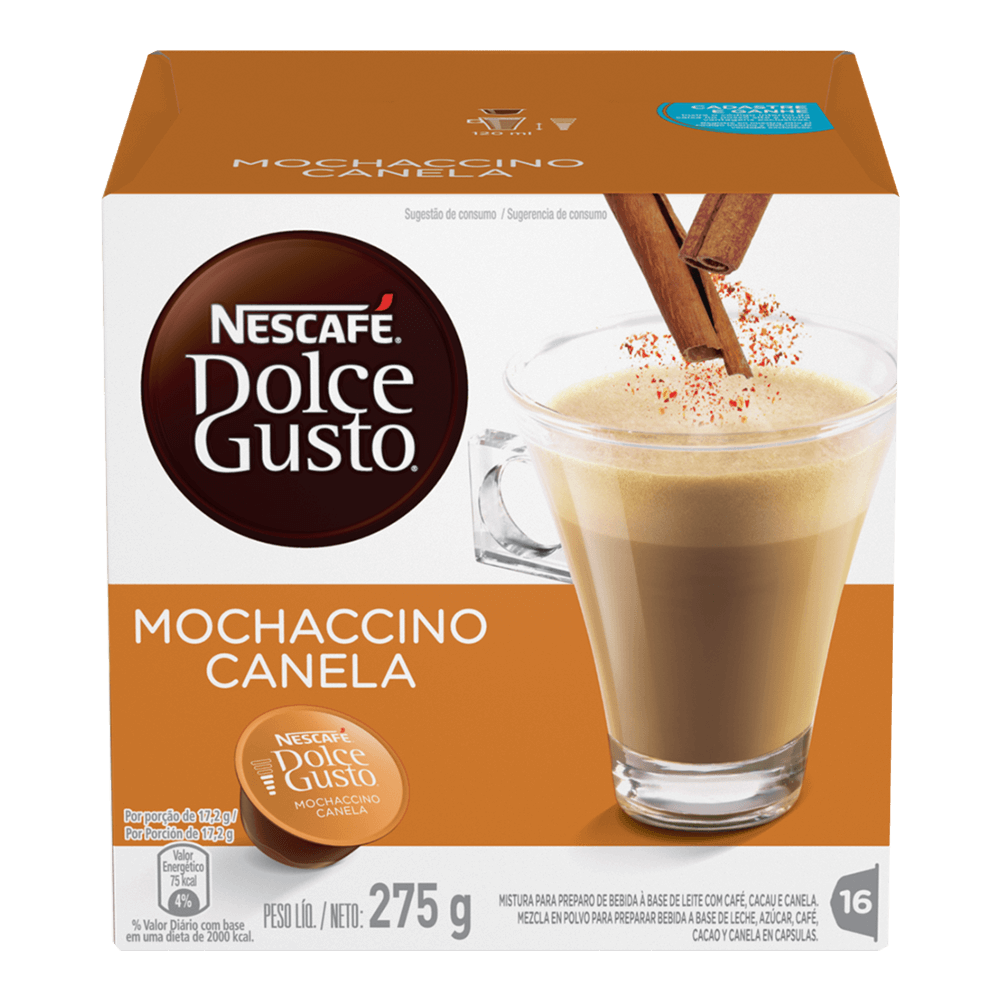 CADASTRE
E GANHE
120 ml
MOCHACCINO
CANELA
Sugestão de consumo / Sugerencia de consumo
NESCAFÉ®
DOLCE
GUSTO®
MOCHACCINO
CANELA
NESCAFÉ
DOLCE
GUSTO
MOCHACCINO
CANELA
Por porção de 17,2 g/
Por Porción de 17,2 g
Valor
Energético
75 kcal
4%
% Valor Diário com base
em uma dieta de 2000 kcal.
PESO LÍQ. / NETO: 275 g
MISTURA PARA PREPARO DE BEBIDA À BASE DE LEITE COM CAFÉ, CACAU E CANELA.
MEZCLA EN POLVO PARA PREPARAR BEBIDA A BASE DE LECHE, AZÚCAR, CAFÉ,
CACAO Y CANELA EN CAPSULAS.
16